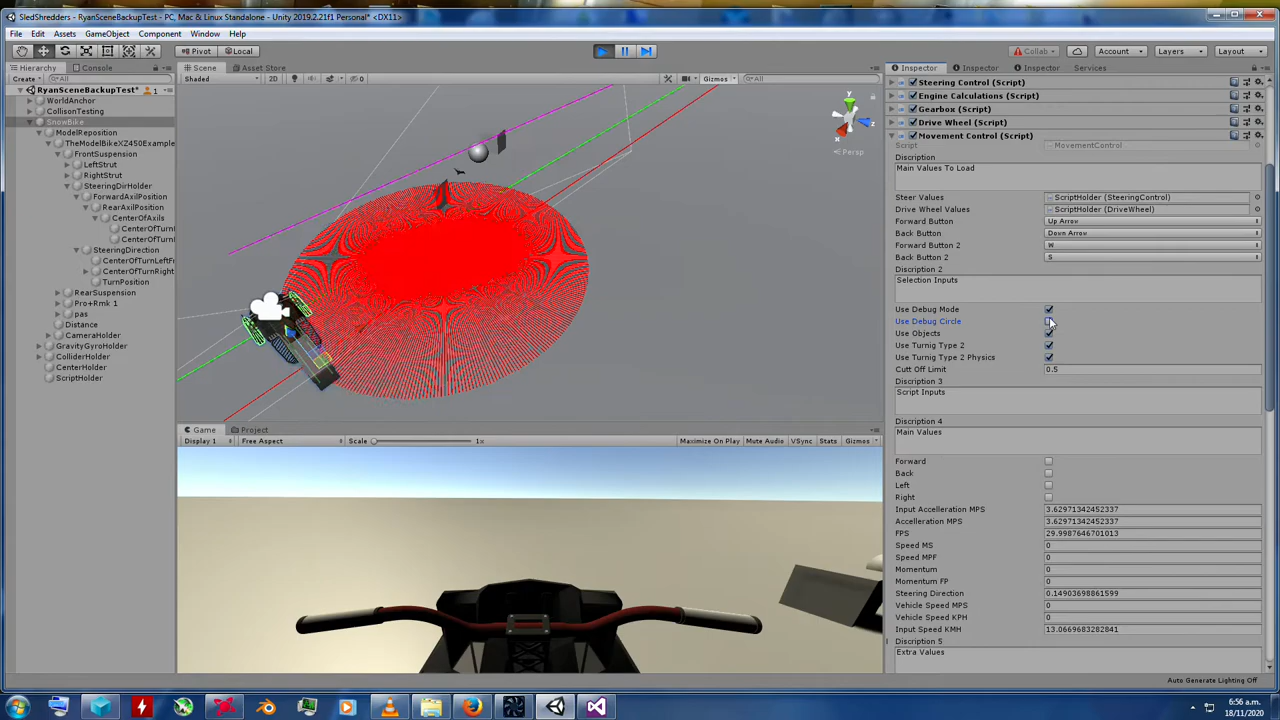 SledShredders - RyanSceneBackupTest - PC, Mac & Linux Standalone - Unity 2019.2.21f1 Personal* <DX11>
File Edit Assets GameObject Component Window Help
Pivot Local Collab Account Layers Layout
Hierarchy Console Scene Asset Store Inspector Inspector Inspector Services
Create All Shaded 2D 0 Gizmos All
RyanSceneBackupTest* 1
WorldAnchor
CollisonTesting
SnowBike
ModelReposition
TheModelBikeXZ450Example
FrontSuspension
LeftStrut
RightStrut
SteeringDirHolder
ForwardAxilPosition
RearAxilPosition
CenterOfAxils
CenterOfTurnl
CenterOfTurnl
SteeringDirection
CenterOfTurnLeftFr
CenterOfTurnRight
TurnPosition
RearSuspension
Pro+Rmk 1
pas
Distance
CameraHolder
GravityGyroHolder
ColliderHolder
CenterHolder
ScriptHolder
y
x
z
Persp
Game Project
Display 1 Free Aspect Scale 1x Maximize On Play Mute Audio VSync Stats Gizmos
Steering Control (Script)
Engine Calculations (Script)
Gearbox (Script)
Drive Wheel (Script)
Movement Control (Script)
Script MovementControl
Discription
Main Values To Load
Steer Values ScriptHolder (SteeringControl)
Drive Wheel Values ScriptHolder (DriveWheel)
Forward Button Up Arrow
Back Button Down Arrow
Forward Button 2 W
Back Button 2 S
Discription 2
Selection Inputs
Use Debug Mode
Use Debug Circle
Use Objects
Use Turnig Type 2
Use Turnig Type 2 Physics
Cutt Off Limit 0.5
Discription 3
Script Inputs
Discription 4
Main Values
Forward
Back
Left
Right
Input Accelleration MPS 3.62971342452337
Accelleration MPS 3.62971342452337
FPS 29.9987646701013
Speed MS 0
Speed MPF 0
Momentum 0
Momentum FP 0
Steering Direction 0.14903698861599
Vehicle Speed MPS 0
Vehicle Speed KPH 0
Input Speed KMH 13.0669683282841
Discription 5
Extra Values
Auto Generate Lighting Off
6:56 a.m.
18/11/2020